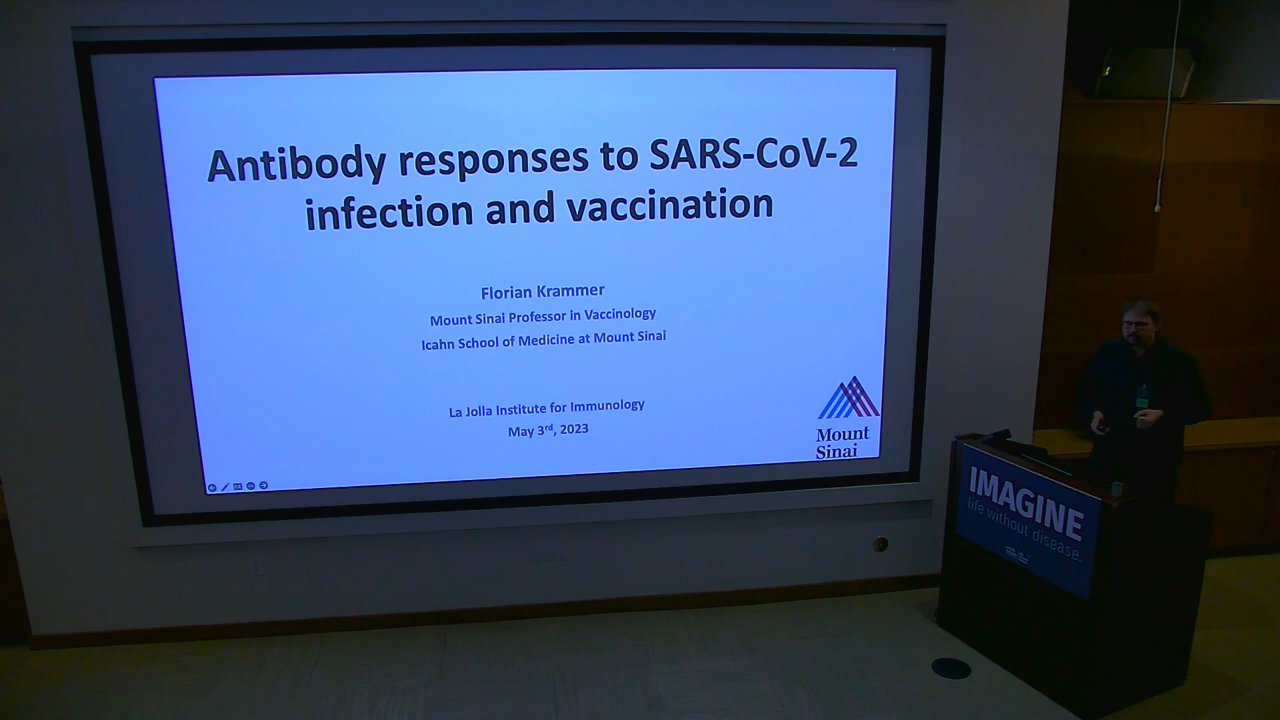 Antibody responses to SARS-CoV-2
infection and vaccination
Florian Krammer
Mount Sinai Professor in Vaccinology
Icahn School of Medicine at Mount Sinai
La Jolla Institute for Immunology
May 3rd, 2023
Mount
Sinai
IMAGINE
life without disease.